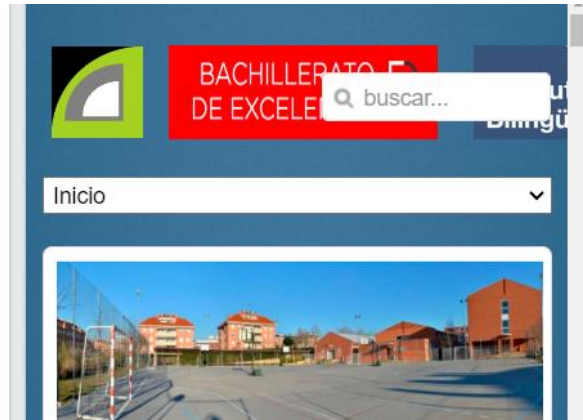 BACHILLERATO
DE EXCELE
buscar...
Bilingü
Inicio